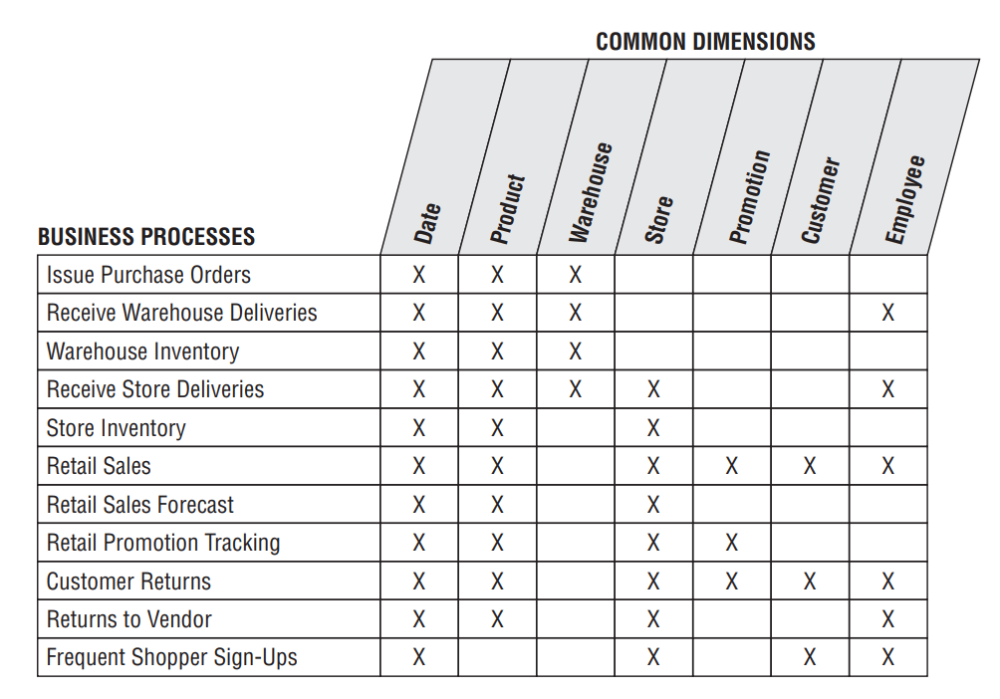 COMMON DIMENSIONS
Date Product Warehouse Store Promotion Customer Employee
BUSINESS PROCESSES
Issue Purchase Orders X X X
Receive Warehouse Deliveries X X X X
Warehouse Inventory X X X
Receive Store Deliveries X X X X X
Store Inventory X X X
Retail Sales X X X X X X
Retail Sales Forecast X X X
Retail Promotion Tracking X X X X
Customer Returns X X X X X X
Returns to Vendor X X X X
Frequent Shopper Sign-Ups X X X X